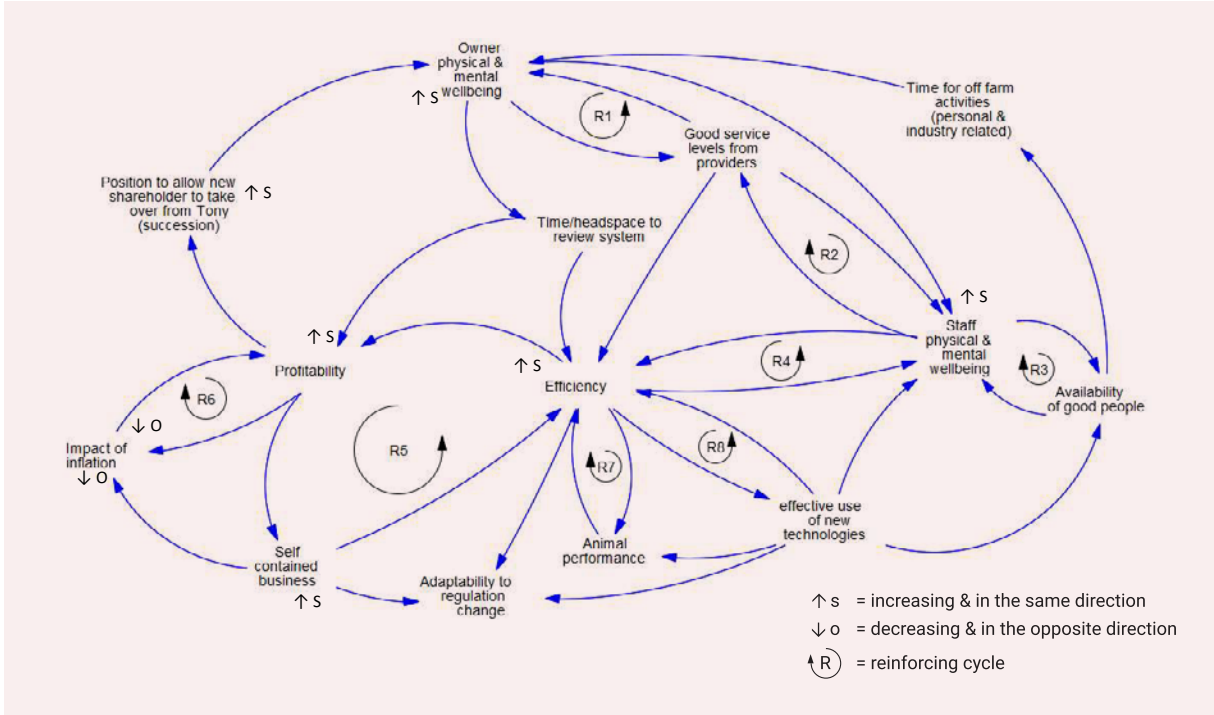 Owner
physical &
mental
wellbeing
↑ S
R1
Time for off farm
activities
(personal &
industry related)
Good service
levels from
providers
Position to allow new
shareholder to take
over from Tony
(succession)
↑ S
Time/headspace to
review system
R2
↑ S
Staff
physical &
mental
wellbeing
↑ S
Profitability
↑ S
Efficiency
R4
R3
Availability
of good people
R6
↓ O
Impact of
inflation
↓ O
R5
R7
R8
effective use
of new
technologies
Animal
performance
Self
contained
business
↑ S
Adaptability to
regulation
change
↑ s = increasing & in the same direction
↓ o = decreasing & in the opposite direction
R = reinforcing cycle